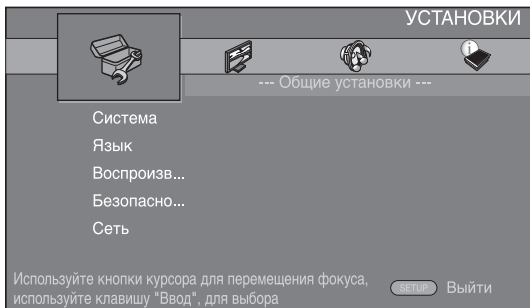 УСТАНОВКИ
--- Общие установки ---
Система
Язык
Воспроизв...
Безопасно...
Сеть
Используйте кнопки курсора для перемещения фокуса,
используйте клавишу "Ввод", для выбора
SETUP Выйти